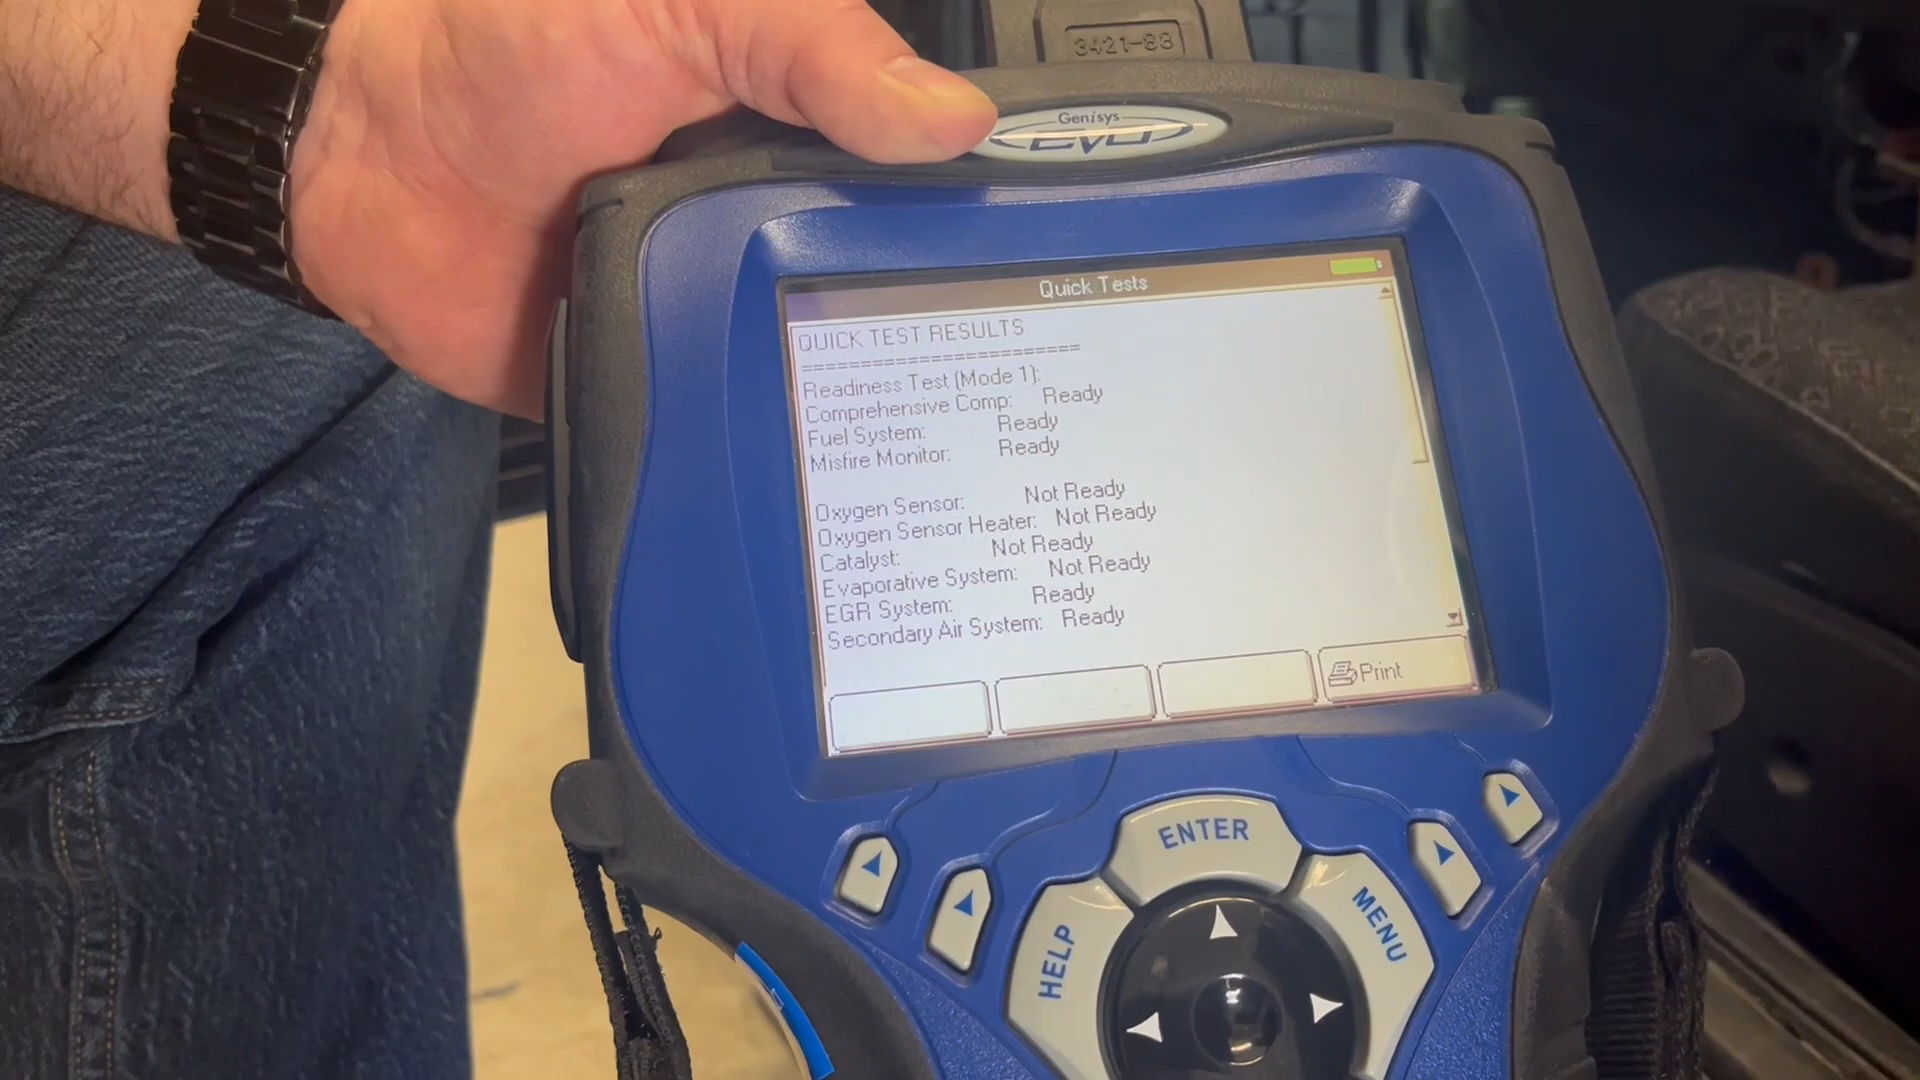 3421-88
Genisys
EVO
Quick Tests
QUICK TEST RESULTS
========================
Readiness Test (Mode 1):
Comprehensive Comp: Ready
Fuel System: Ready
Misfire Monitor: Ready
Oxygen Sensor: Not Ready
Oxygen Sensor Heater: Not Ready
Catalyst: Not Ready
Evaporative System: Not Ready
EGR System: Ready
Secondary Air System: Ready
Print
ENTER
HELP
MENU